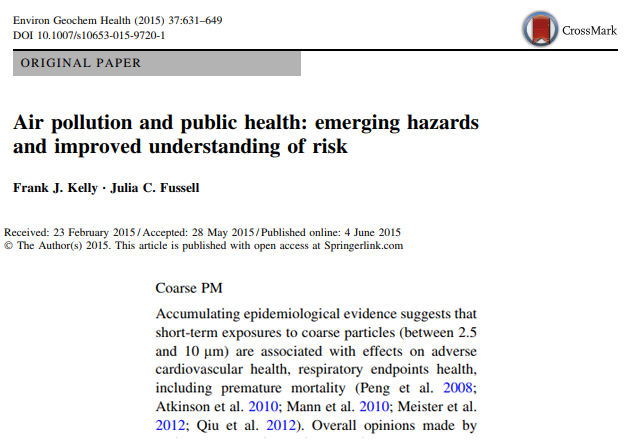 Environ Geochem Health (2015) 37:631–649
DOI 10.1007/s10653-015-9720-1
CrossMark
ORIGINAL PAPER
Air pollution and public health: emerging hazards
and improved understanding of risk
Frank J. Kelly · Julia C. Fussell
Received: 23 February 2015 / Accepted: 28 May 2015 / Published online: 4 June 2015
© The Author(s) 2015. This article is published with open access at Springerlink.com
Coarse PM
Accumulating epidemiological evidence suggests that
short-term exposures to coarse particles (between 2.5
and 10 μm) are associated with effects on adverse
cardiovascular health, respiratory endpoints health,
including premature mortality (Peng et al. 2008;
Atkinson et al. 2010; Mann et al. 2010; Meister et al.
2012; Qiu et al. 2012). Overall opinions made by